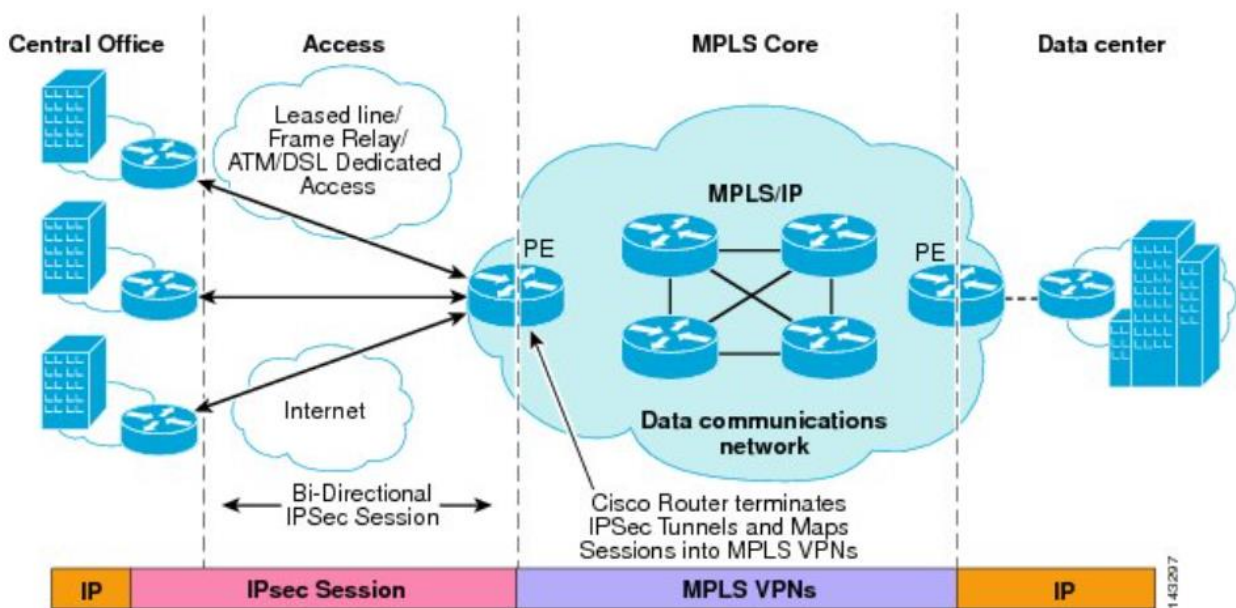 Central Office
Access
MPLS Core
Data center
Leased line/
Frame Relay/
ATM/DSL Dedicated
Access
MPLS/IP
PE
PE
Internet
Data communications
network
Bi-Directional
IPSec Session
Cisco Router terminates
IPSec Tunnels and Maps
Sessions into MPLS VPNs
IP
IPsec Session
MPLS VPNs
IP
143297